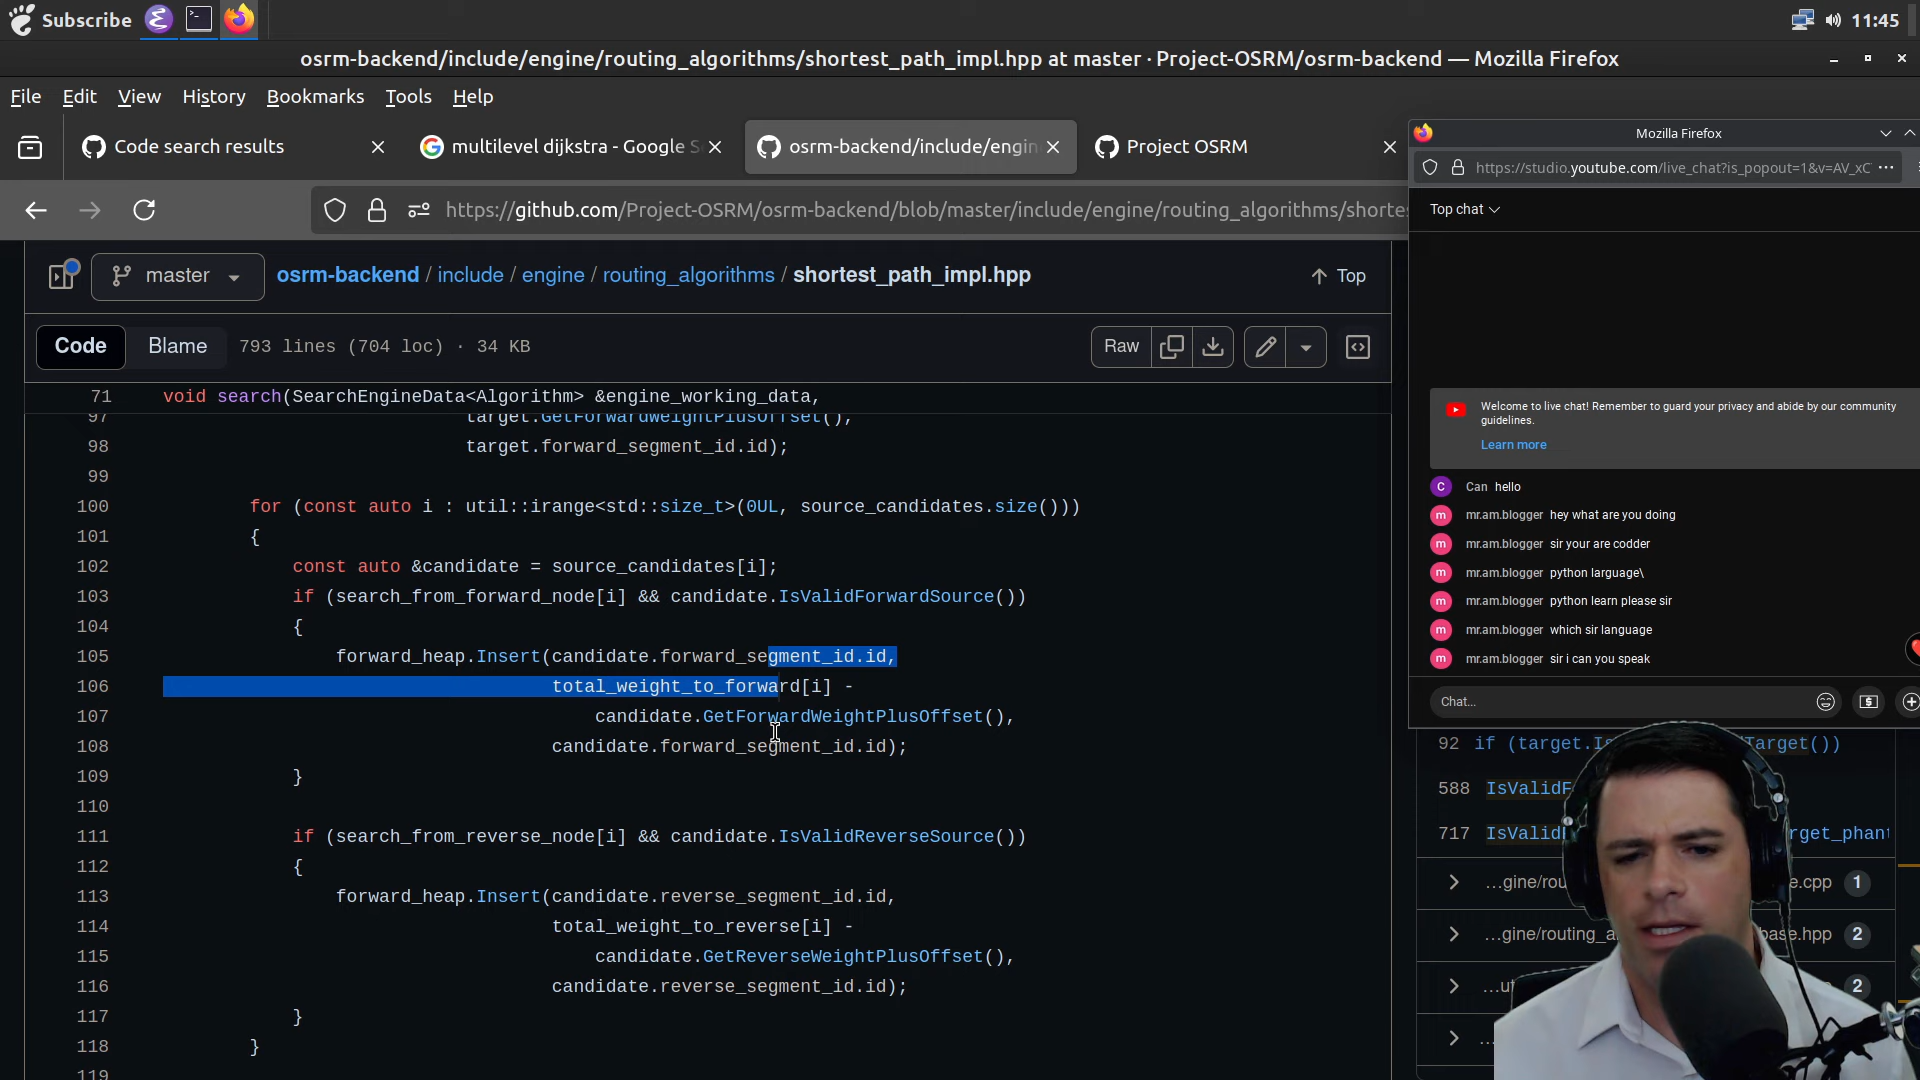 Subscribe
11:45
osrm-backend/include/engine/routing_algorithms/shortest_path_impl.hpp at master · Project-OSRM/osrm-backend — Mozilla Firefox
File Edit View History Bookmarks Tools Help
Code search results
multilevel dijkstra - Google S
osrm-backend/include/engin
Project OSRM
https://github.com/Project-OSRM/osrm-backend/blob/master/include/engine/routing_algorithms/shortes
master
osrm-backend / include / engine / routing_algorithms / shortest_path_impl.hpp
Top
Code Blame 793 lines (704 loc) · 34 KB
Raw
71 void search(SearchEngineData<Algorithm> &engine_working_data,
97 target.GetForwardWeightPlusOffset(),
98 target.forward_segment_id.id);
99
100 for (const auto i : util::irange<std::size_t>(0UL, source_candidates.size()))
101 {
102 const auto &candidate = source_candidates[i];
103 if (search_from_forward_node[i] && candidate.IsValidForwardSource())
104 {
105 forward_heap.Insert(candidate.forward_segment_id.id,
106 total_weight_to_forward[i] -
107 candidate.GetForwardWeightPlusOffset(),
108 candidate.forward_segment_id.id);
109 }
110
111 if (search_from_reverse_node[i] && candidate.IsValidReverseSource())
112 {
113 forward_heap.Insert(candidate.reverse_segment_id.id,
114 total_weight_to_reverse[i] -
115 candidate.GetReverseWeightPlusOffset(),
116 candidate.reverse_segment_id.id);
117 }
118 }
119
Mozilla Firefox
https://studio.youtube.com/live_chat?is_popout=1&v=AV_xC
Top chat
Welcome to live chat! Remember to guard your privacy and abide by our community
guidelines.
Learn more
C Can hello
m mr.am.blogger hey what are you doing
m mr.am.blogger sir your are codder
m mr.am.blogger python larguage\
m mr.am.blogger python learn please sir
m mr.am.blogger which sir language
m mr.am.blogger sir i can you speak
Chat...
92 if (target.Is dTarget())
588 IsValidF
717 IsValid rget_phant
...gine/rou e.cpp 1
...gine/routing_a base.hpp 2
...ut 2
...